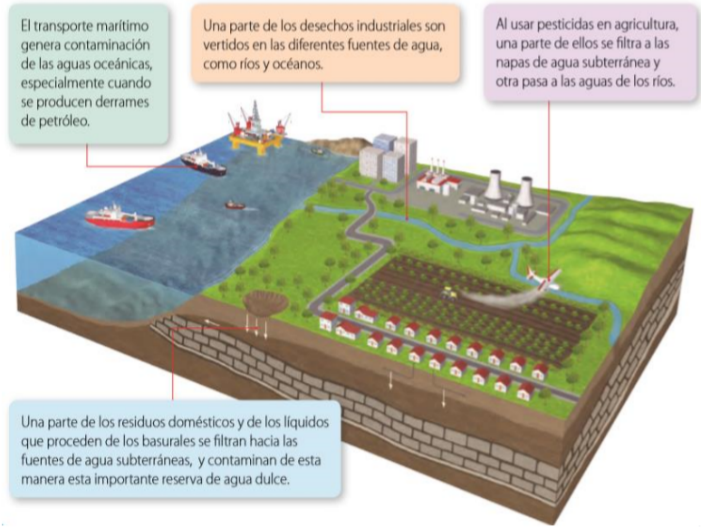 El transporte marítimo
genera contaminación
de las aguas oceánicas,
especialmente cuando
se producen derrames
de petróleo.
Una parte de los desechos industriales son
vertidos en las diferentes fuentes de agua,
como ríos y océanos.
Al usar pesticidas en agricultura,
una parte de ellos se filtra a las
napas de agua subterránea y
otra pasa a las aguas de los ríos.
Una parte de los residuos domésticos y de los líquidos
que proceden de los basurales se filtran hacia las
fuentes de agua subterráneas, y contaminan de esta
manera esta importante reserva de agua dulce.